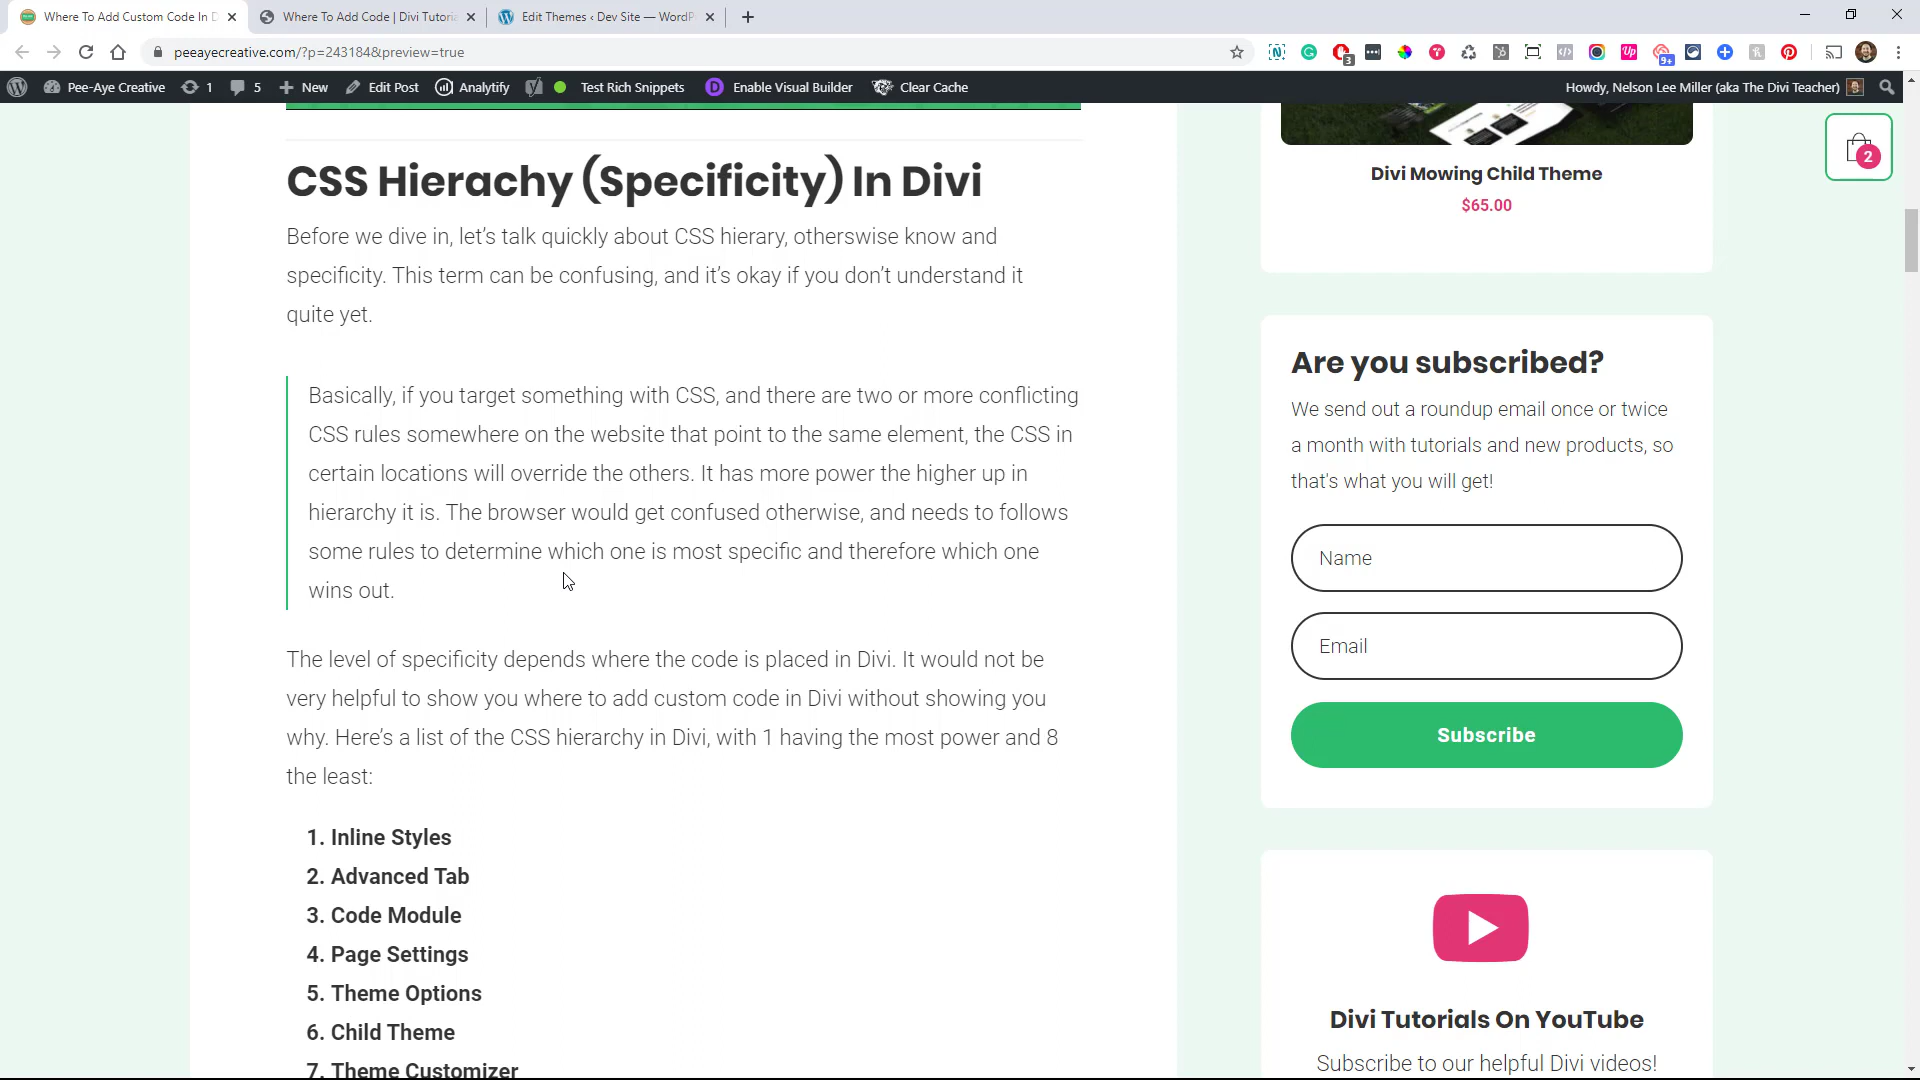 Where To Add Custom Code In D
Where To Add Code | Divi Tutoria
Edit Themes ‹ Dev Site — WordP
peeayecreative.com/?p=243184&preview=true
3
Up
9+
Pee-Aye Creative
1
5
New
Edit Post
Analytify
Test Rich Snippets
D
Enable Visual Builder
Clear Cache
Howdy, Nelson Lee Miller (aka The Divi Teacher)
CSS Hierachy (Specificity) In Divi
Before we dive in, let’s talk quickly about CSS hierary, otherswise know and
specificity. This term can be confusing, and it’s okay if you don’t understand it
quite yet.
Basically, if you target something with CSS, and there are two or more conflicting
CSS rules somewhere on the website that point to the same element, the CSS in
certain locations will override the others. It has more power the higher up in
hierarchy it is. The browser would get confused otherwise, and needs to follows
some rules to determine which one is most specific and therefore which one
wins out.
The level of specificity depends where the code is placed in Divi. It would not be
very helpful to show you where to add custom code in Divi without showing you
why. Here’s a list of the CSS hierarchy in Divi, with 1 having the most power and 8
the least:
1. Inline Styles
2. Advanced Tab
3. Code Module
4. Page Settings
5. Theme Options
6. Child Theme
7. Theme Customizer
2
Divi Mowing Child Theme
$65.00
Are you subscribed?
We send out a roundup email once or twice
a month with tutorials and new products, so
that's what you will get!
Name
Email
Subscribe
Divi Tutorials On YouTube
Subscribe to our helpful Divi videos!